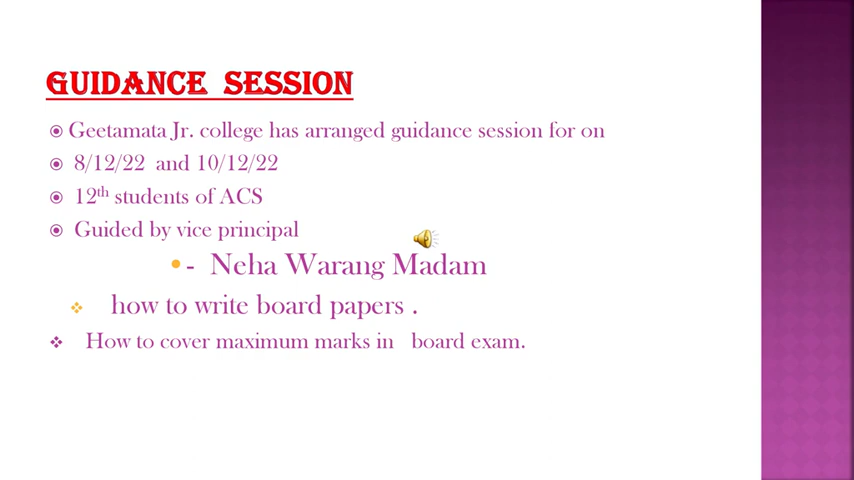 GUIDANCE SESSION
Geetamata Jr. college has arranged guidance session for on
8/12/22 and 10/12/22
12th students of ACS
Guided by vice principal
- Neha Warang Madam
how to write board papers .
How to cover maximum marks in board exam.